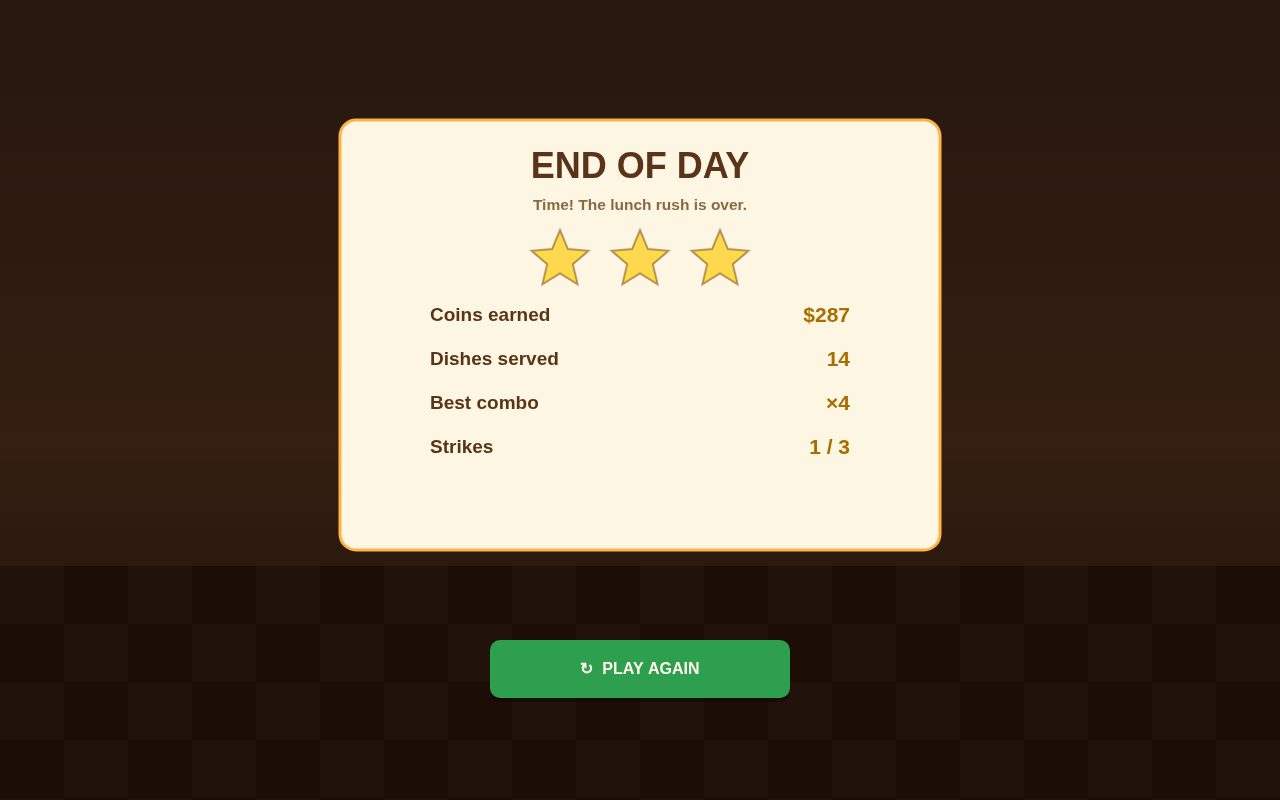 END OF DAY
Time! The lunch rush is over.
Coins earned $287
Dishes served 14
Best combo ×4
Strikes 1 / 3
↻ PLAY AGAIN